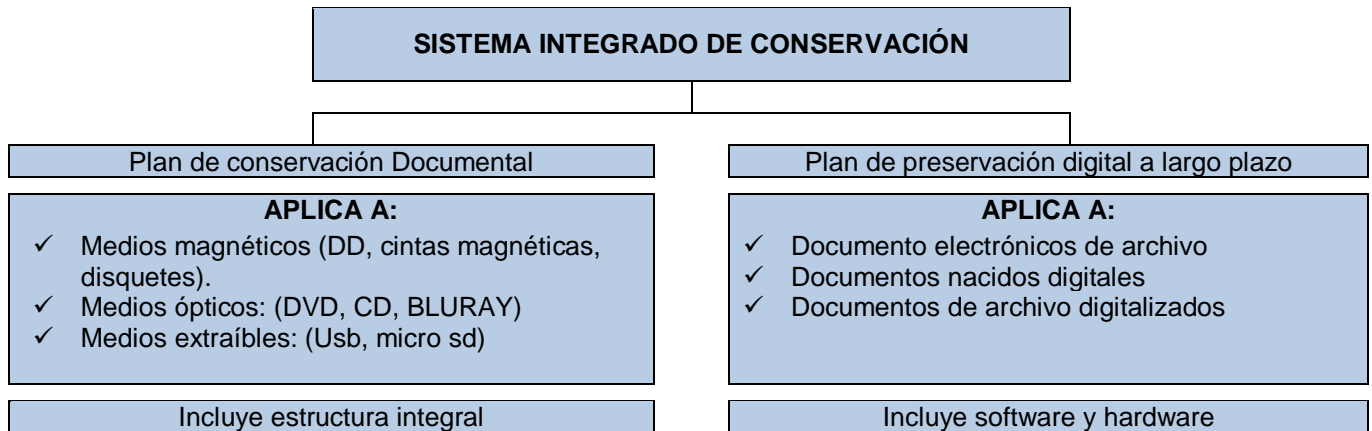 SISTEMA INTEGRADO DE CONSERVACIÓN
Plan de conservación Documental
APLICA A:
✓ Medios magnéticos (DD, cintas magnéticas,
disquetes).
✓ Medios ópticos: (DVD, CD, BLURAY)
✓ Medios extraíbles: (Usb, micro sd)
Incluye estructura integral
Plan de preservación digital a largo plazo
APLICA A:
✓ Documento electrónicos de archivo
✓ Documentos nacidos digitales
✓ Documentos de archivo digitalizados
Incluye software y hardware